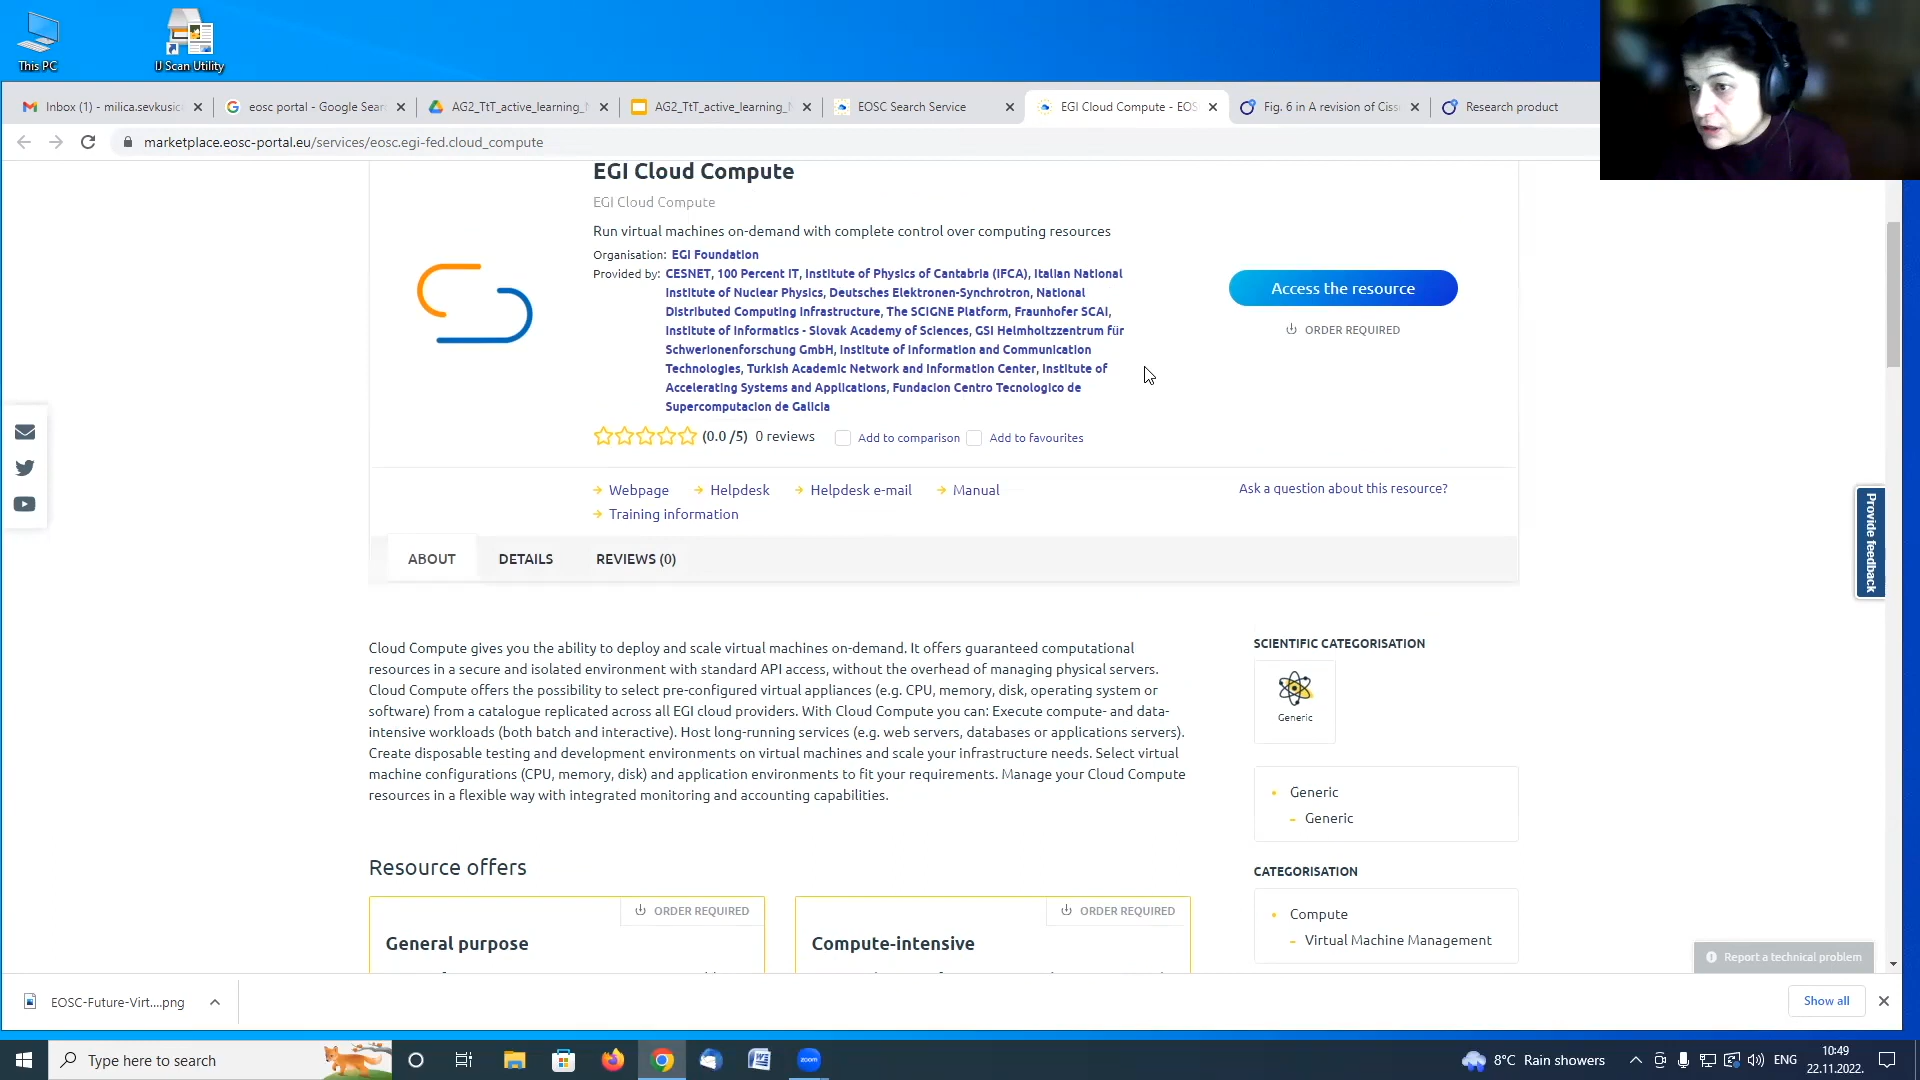 This PC
IJ Scan Utility
Inbox (1) - milica.sevkusic
eosc portal - Google Sear
AG2_TtT_active_learning_
AG2_TtT_active_learning_
EOSC Search Service
EGI Cloud Compute - EOS
Fig. 6 in A revision of Ciss
Research product
marketplace.eosc-portal.eu/services/eosc.egi-fed.cloud_compute
EGI Cloud Compute
EGI Cloud Compute
Run virtual machines on-demand with complete control over computing resources
Organisation: EGI Foundation
Provided by: CESNET, 100 Percent IT, Institute of Physics of Cantabria (IFCA), Italian National
Institute of Nuclear Physics, Deutsches Elektronen-Synchrotron, National
Distributed Computing Infrastructure, The SCIGNE Platform, Fraunhofer SCAI,
Institute of Informatics - Slovak Academy of Sciences, GSI Helmholtzzentrum für
Schwerionenforschung GmbH, Institute of Information and Communication
Technologies, Turkish Academic Network and Information Center, Institute of
Accelerating Systems and Applications, Fundacion Centro Tecnologico de
Supercomputacion de Galicia
Access the resource
ORDER REQUIRED
(0.0 /5) 0 reviews Add to comparison Add to favourites
Webpage Helpdesk Helpdesk e-mail Manual
Training information
Ask a question about this resource?
ABOUT DETAILS REVIEWS (0)
Provide feedback
Cloud Compute gives you the ability to deploy and scale virtual machines on-demand. It offers guaranteed computational
resources in a secure and isolated environment with standard API access, without the overhead of managing physical servers.
Cloud Compute offers the possibility to select pre-configured virtual appliances (e.g. CPU, memory, disk, operating system or
software) from a catalogue replicated across all EGI cloud providers. With Cloud Compute you can: Execute compute- and data-
intensive workloads (both batch and interactive). Host long-running services (e.g. web servers, databases or applications servers).
Create disposable testing and development environments on virtual machines and scale your infrastructure needs. Select virtual
machine configurations (CPU, memory, disk) and application environments to fit your requirements. Manage your Cloud Compute
resources in a flexible way with integrated monitoring and accounting capabilities.
SCIENTIFIC CATEGORISATION
Generic
Generic
Generic
CATEGORISATION
Compute
Virtual Machine Management
Resource offers
ORDER REQUIRED
General purpose
ORDER REQUIRED
Compute-intensive
Report a technical problem
EOSC-Future-Virt....png
Show all
Type here to search
zoom
8°C Rain showers
ENG
10:49
22.11.2022.